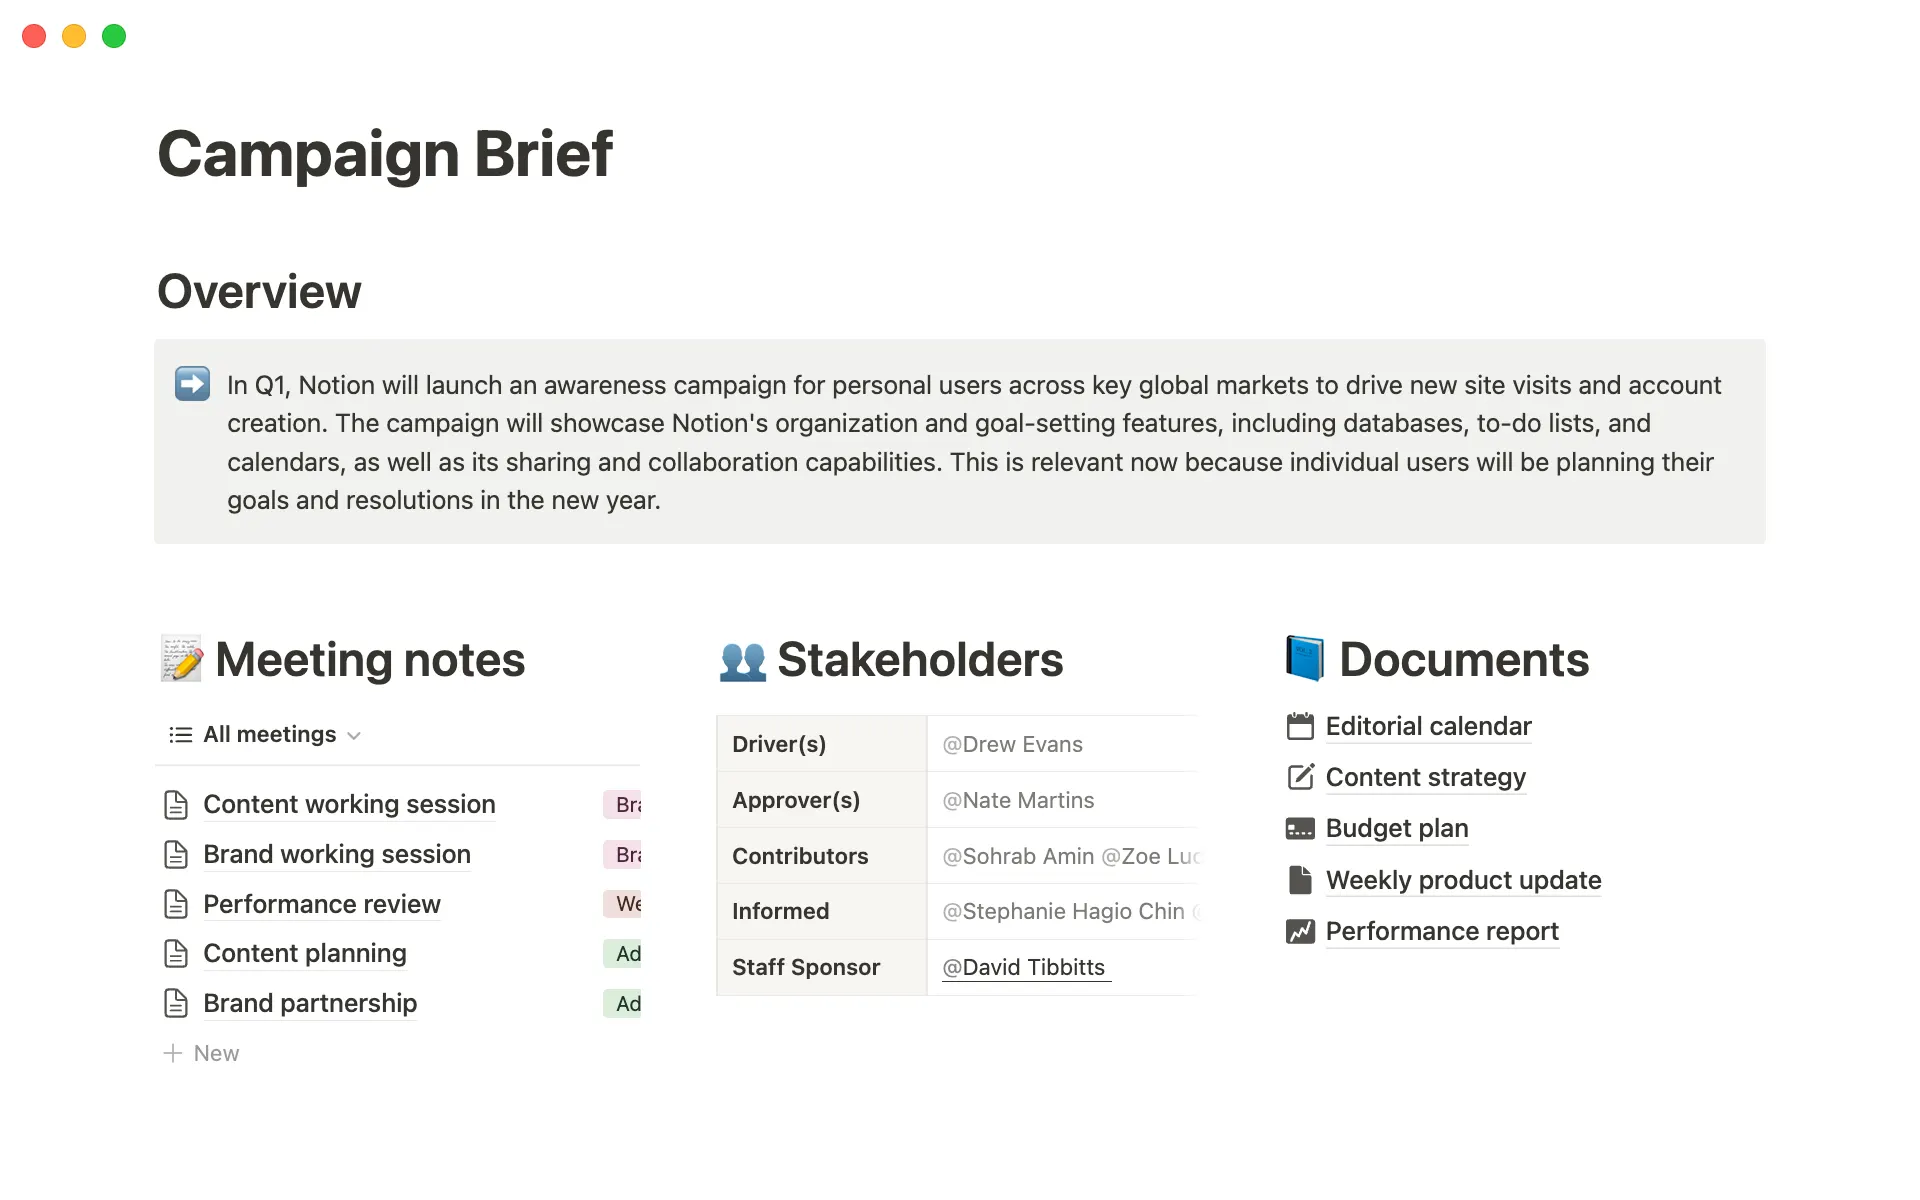 Campaign Brief
Overview
In Q1, Notion will launch an awareness campaign for personal users across key global markets to drive new site visits and account
creation. The campaign will showcase Notion's organization and goal-setting features, including databases, to-do lists, and
calendars, as well as its sharing and collaboration capabilities. This is relevant now because individual users will be planning their
goals and resolutions in the new year.
Meeting notes
All meetings
Content working session
Brand working session
Performance review
Content planning
Brand partnership
New
Stakeholders
Driver(s) @Drew Evans
Approver(s) @Nate Martins
Contributors @Sohrab Amin @Zoe
Informed @Stephanie Hagio Chin
Staff Sponsor @David Tibbitts
Documents
Editorial calendar
Content strategy
Budget plan
Weekly product update
Performance report